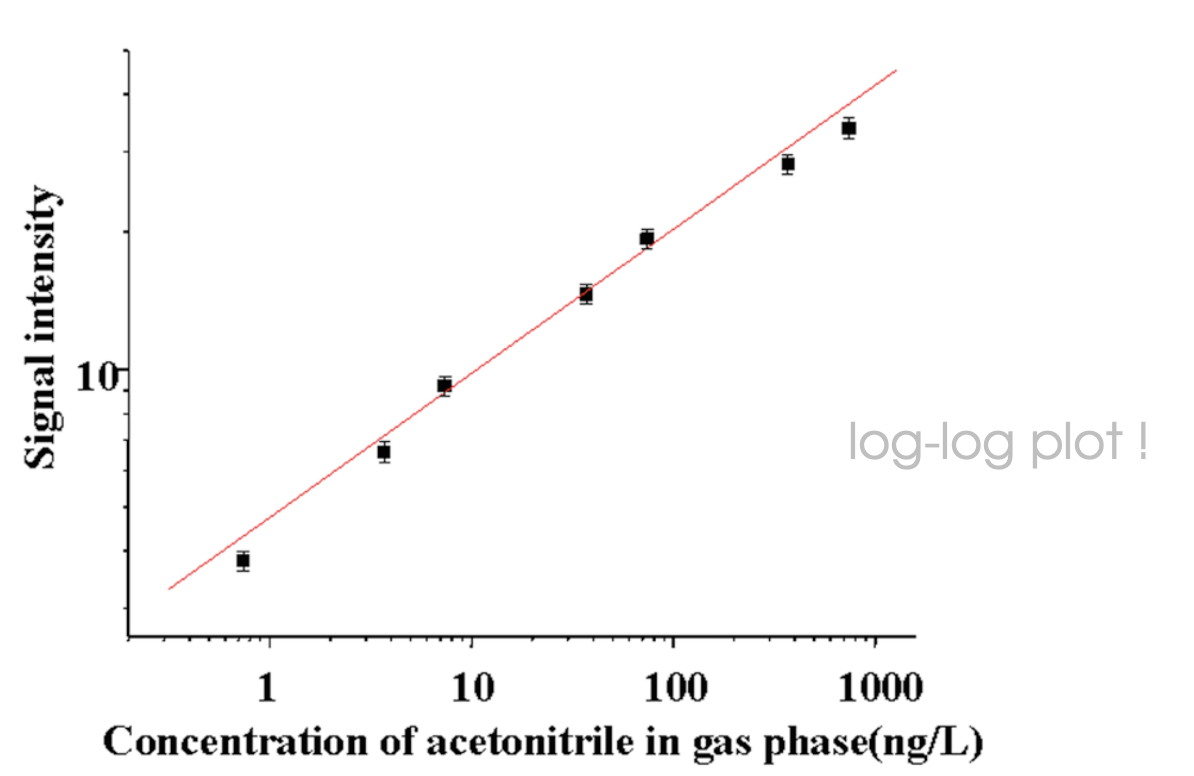 Signal intensity
10
log-log plot !
1 10 100 1000
Concentration of acetonitrile in gas phase(ng/L)